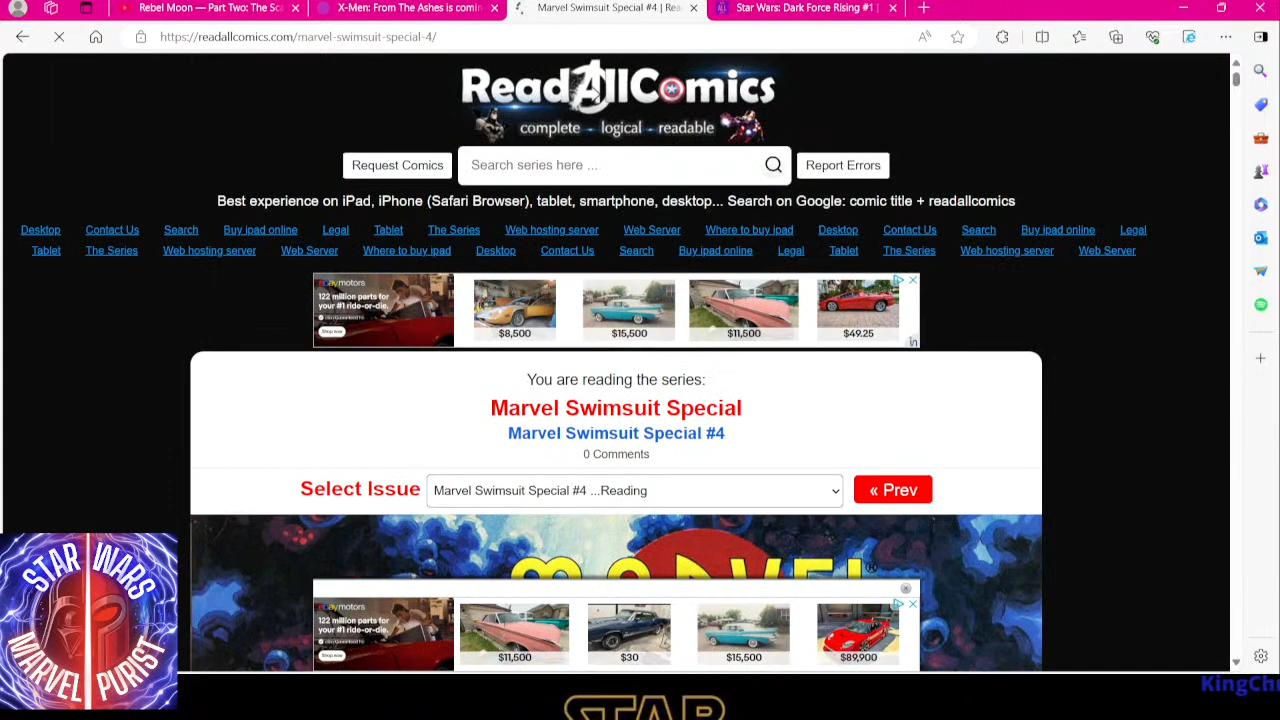 Rebel Moon — Part Two: The Sca
X-Men: From The Ashes is comin
Marvel Swimsuit Special #4 | Rea
Star Wars: Dark Force Rising #1 |
https://readallcomics.com/marvel-swimsuit-special-4/
ReadAllComics
complete - logical - readable
Request Comics
Search series here ...
Report Errors
Best experience on iPad, iPhone (Safari Browser), tablet, smartphone, desktop... Search on Google: comic title + readallcomics
Desktop Contact Us Search Buy ipad online Legal Tablet The Series Web hosting server Web Server Where to buy ipad Desktop Contact Us Search Buy ipad online Legal
Tablet The Series Web hosting server Web Server Where to buy ipad Desktop Contact Us Search Buy ipad online Legal Tablet The Series Web hosting server Web Server
ebay motors
122 million parts for
your #1 ride-or-die.
Shop now
$8,500 $15,500 $11,500 $49.25
You are reading the series:
Marvel Swimsuit Special
Marvel Swimsuit Special #4
0 Comments
Select Issue
Marvel Swimsuit Special #4 ...Reading
« Prev
MARVEL®
ebay motors
122 million parts for
your #1 ride-or-die.
Shop now
$11,500 $30 $15,500 $89,900
STAR WARS
MARVEL PURIST
KingCh
STAR